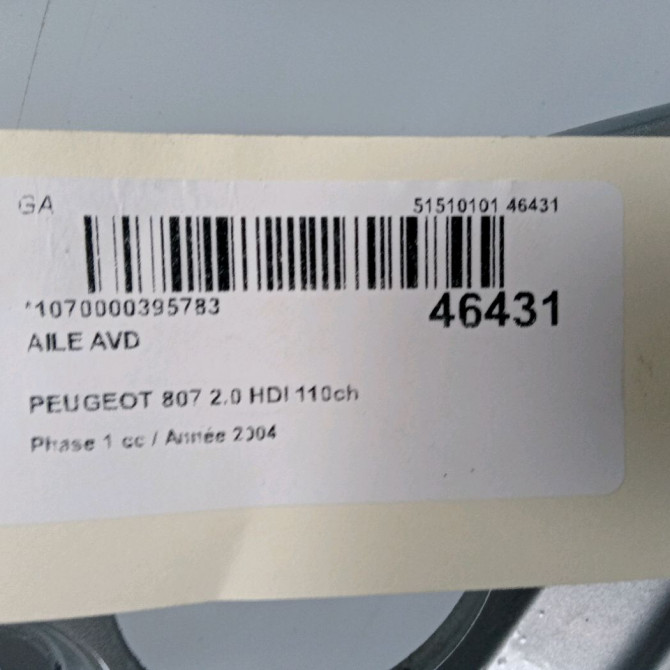 GA
51510101 46431
*1070000395783
46431
AILE AVD
PEUGEOT 807 2.0 HDI 110ch
Phase 1 cc / Année 2004